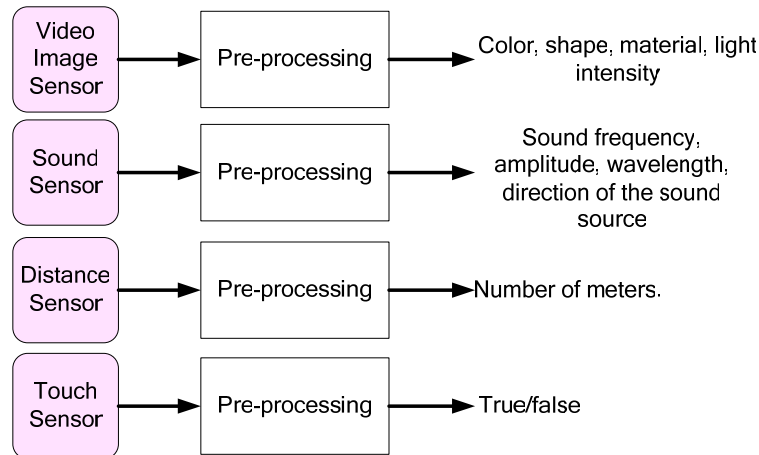 Video
Image
Sensor
Pre-processing
Color, shape, material, light
intensity
Sound
Sensor
Pre-processing
Sound frequency,
amplitude, wavelength,
direction of the sound
source
Distance
Sensor
Pre-processing
Number of meters.
Touch
Sensor
Pre-processing
True/false